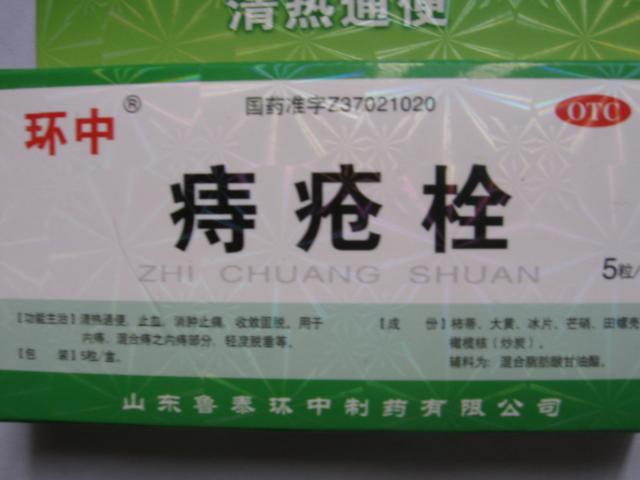 清热通便
环中®
国药准字Z37021020
OTC
痔疮栓
ZHI CHUANG SHUAN
5粒/
【功能主治】清热通便、止血、消肿止痛、收敛固脱。用于
内痔、混合痔之内痔部分、轻度脱垂等。
【包 装】5粒/盒。
【成 份】柿蒂、大黄、冰片、芒硝、田螺壳
橄榄核（炒炭）。
辅料为：混合脂肪酸甘油酯。
山东鲁泰环中制药有限公司